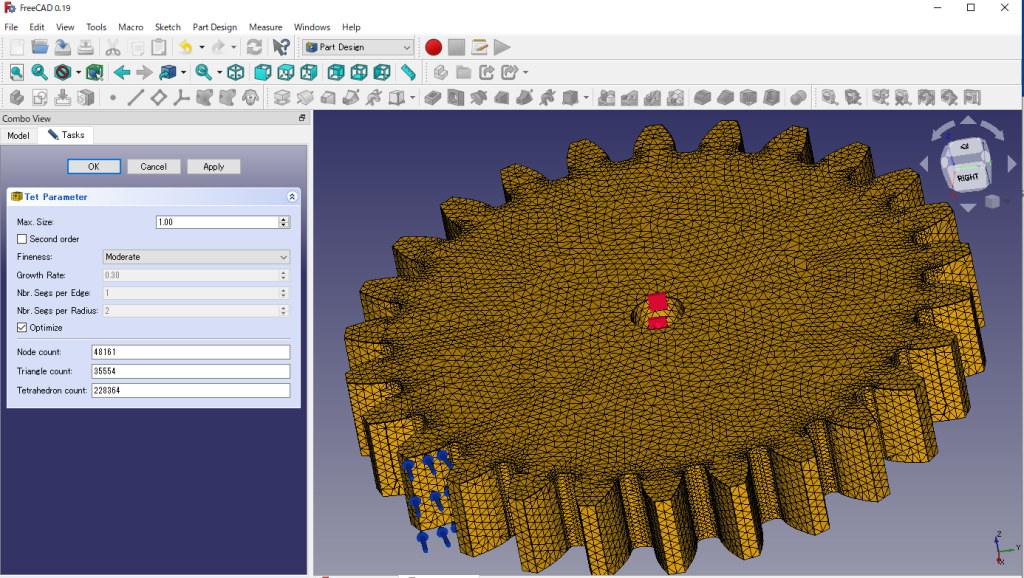 FreeCAD 0.19
File Edit View Tools Macro Sketch Part Design Measure Windows Help
Part Design
Combo View
Model Tasks
OK Cancel Apply
Tet Parameter
Max. Size: 1.00
Second order
Fineness: Moderate
Growth Rate: 0.30
Nbr. Segs per Edge: 1
Nbr. Segs per Radius: 2
Optimize
Node count: 48161
Triangle count: 35554
Tetrahedron count: 228364
RIGHT
Z
Y
X